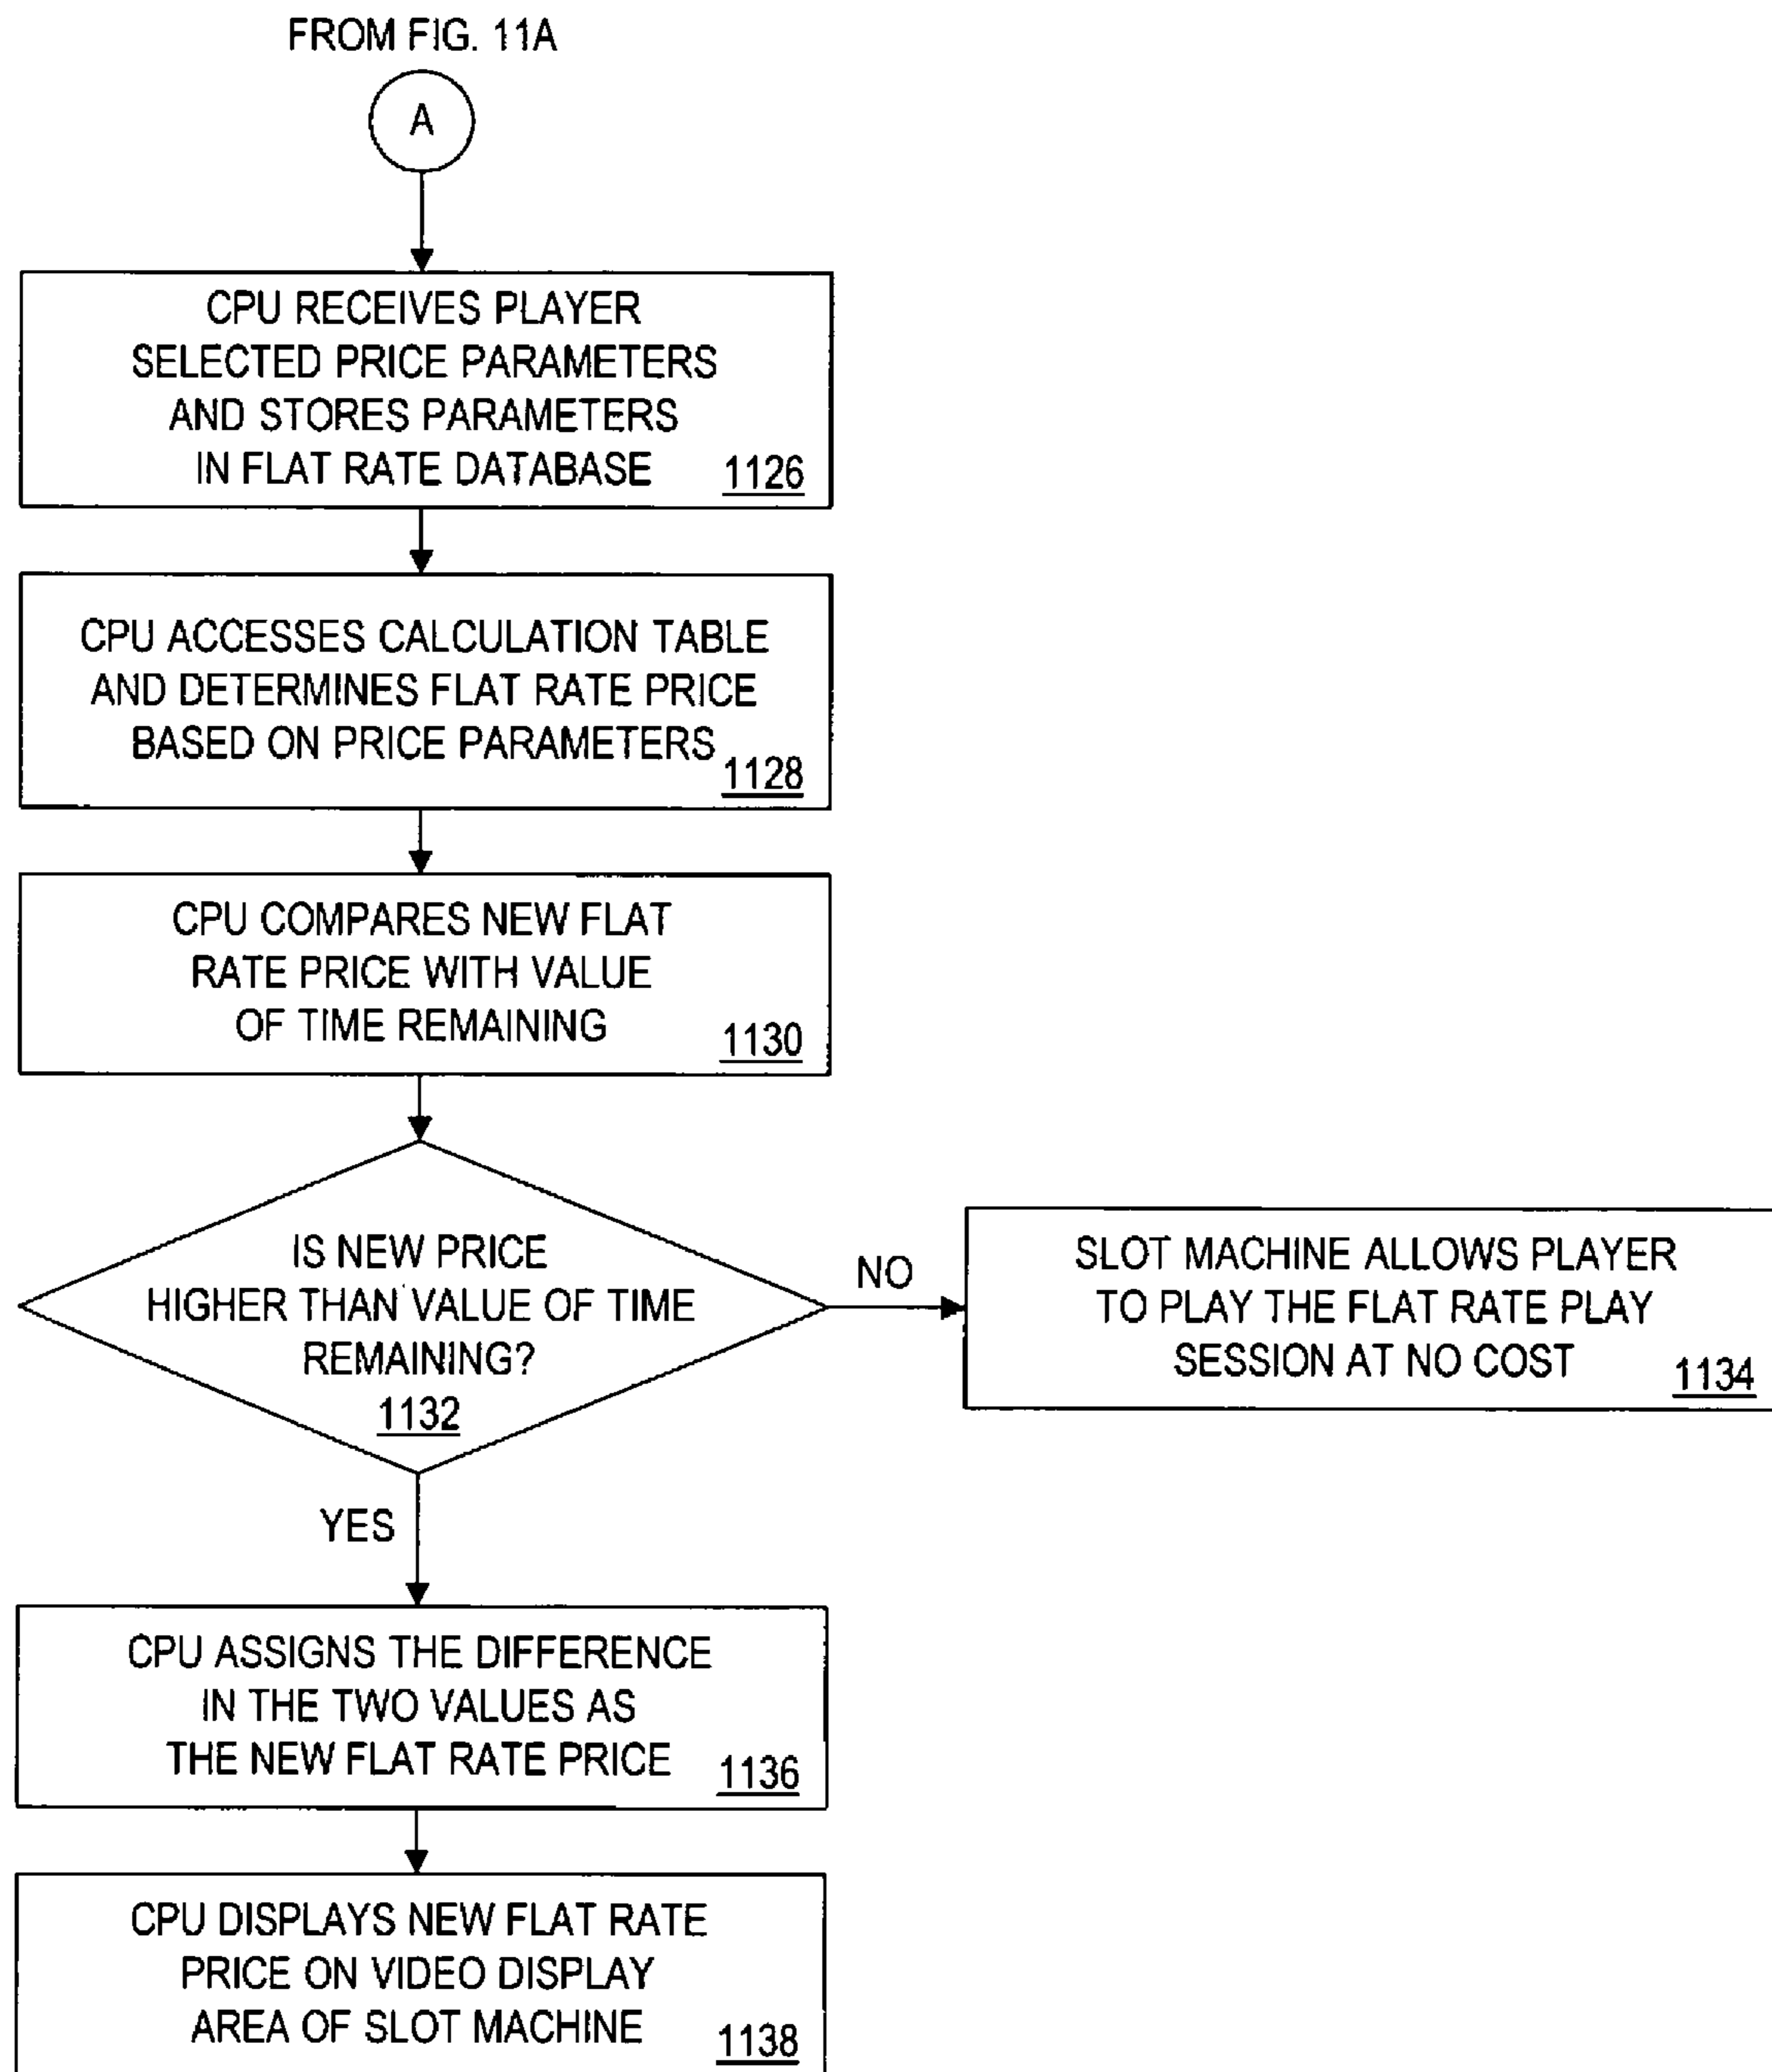 FROM FIG. 11A
A
CPU RECEIVES PLAYER
SELECTED PRICE PARAMETERS
AND STORES PARAMETERS
IN FLAT RATE DATABASE 1126
CPU ACCESSES CALCULATION TABLE
AND DETERMINES FLAT RATE PRICE
BASED ON PRICE PARAMETERS 1128
CPU COMPARES NEW FLAT
RATE PRICE WITH VALUE
OF TIME REMAINING 1130
IS NEW PRICE
HIGHER THAN VALUE OF TIME
REMAINING?
1132
NO
SLOT MACHINE ALLOWS PLAYER
TO PLAY THE FLAT RATE PLAY
SESSION AT NO COST 1134
YES
CPU ASSIGNS THE DIFFERENCE
IN THE TWO VALUES AS
THE NEW FLAT RATE PRICE 1136
CPU DISPLAYS NEW FLAT RATE
PRICE ON VIDEO DISPLAY
AREA OF SLOT MACHINE 1138